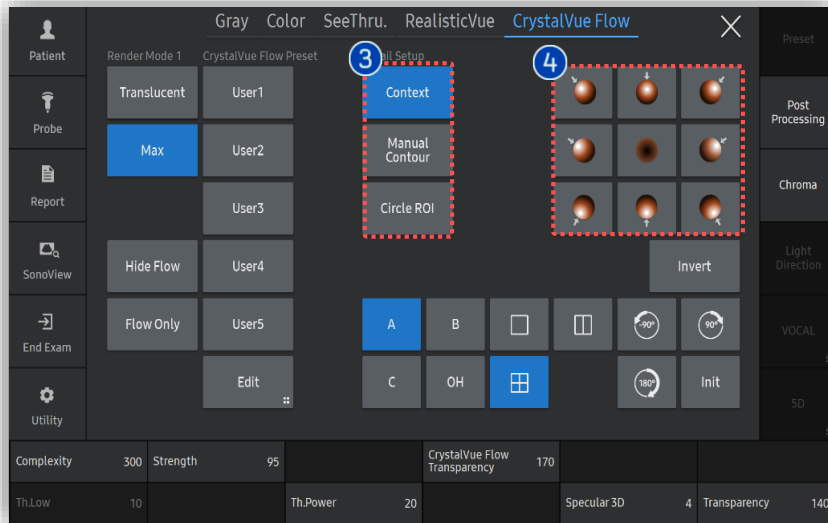 Gray Color SeeThru. RealisticVue CrystalVue Flow
Patient
Preset
Render Mode 1 CrystalVue Flow Preset
3
ail Setup
4
Translucent
User1
Context
Probe
Post
Processing
Max
User2
Manual
Contour
Report
User3
Circle ROI
Chroma
SonoView
Hide Flow
User4
Invert
Light
Direction
End Exam
Flow Only
User5
A
B
-90°
90°
VOCAL
Utility
Edit
C
OH
180°
Init
5D
Complexity 300 Strength 95
CrystalVue Flow
Transparency 170
Th.Low 10
Th.Power 20
Specular 3D 4 Transparency 140